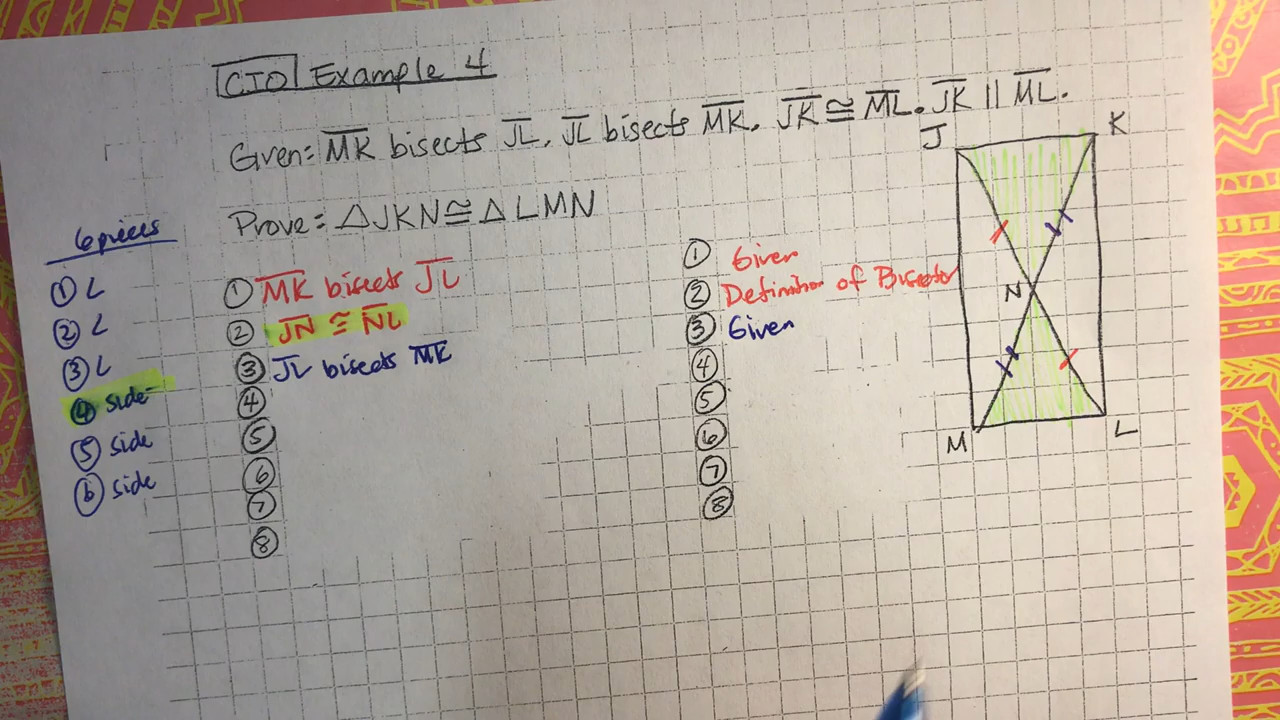 CIO Example 4
Given: MK bisects JL, JL bisects MK. JK ≅ ML. JK || ML.
Prove: △JKN ≅ △LMN
6 pieces
① L
② L
③ L
④ side
⑤ side
⑥ side
① MK bisects JL
② JN ≅ NL
③ JL bisects MK
④
⑤
⑥
⑦
⑧
① Given
② Definition of Bisector
③ Given
④
⑤
⑥
⑦
⑧
J K
N
M L